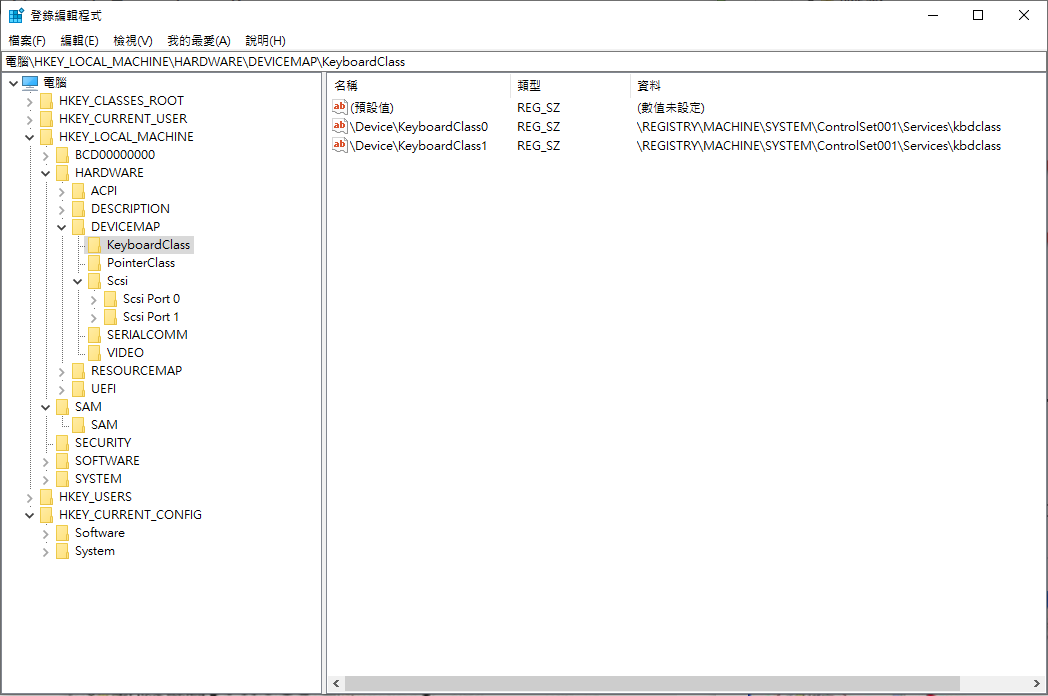 登錄編輯程式
檔案(F) 編輯(E) 檢視(V) 我的最愛(A) 說明(H)
電腦\HKEY_LOCAL_MACHINE\HARDWARE\DEVICEMAP\KeyboardClass
電腦
HKEY_CLASSES_ROOT
HKEY_CURRENT_USER
HKEY_LOCAL_MACHINE
BCD00000000
HARDWARE
ACPI
DESCRIPTION
DEVICEMAP
KeyboardClass
PointerClass
Scsi
Scsi Port 0
Scsi Port 1
SERIALCOMM
VIDEO
RESOURCEMAP
UEFI
SAM
SAM
SECURITY
SOFTWARE
SYSTEM
HKEY_USERS
HKEY_CURRENT_CONFIG
Software
System
名稱 類型 資料
ab (預設值) REG_SZ (數值未設定)
ab \Device\KeyboardClass0 REG_SZ \REGISTRY\MACHINE\SYSTEM\ControlSet001\Services\kbdclass
ab \Device\KeyboardClass1 REG_SZ \REGISTRY\MACHINE\SYSTEM\ControlSet001\Services\kbdclass